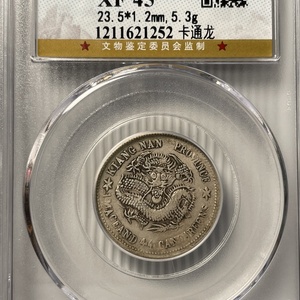 XF 45
23.5*1.2mm,5.3g
1211621252 卡通龙
★ 文物鉴定委员会监制 ★
KIANG NAN PROVINCE